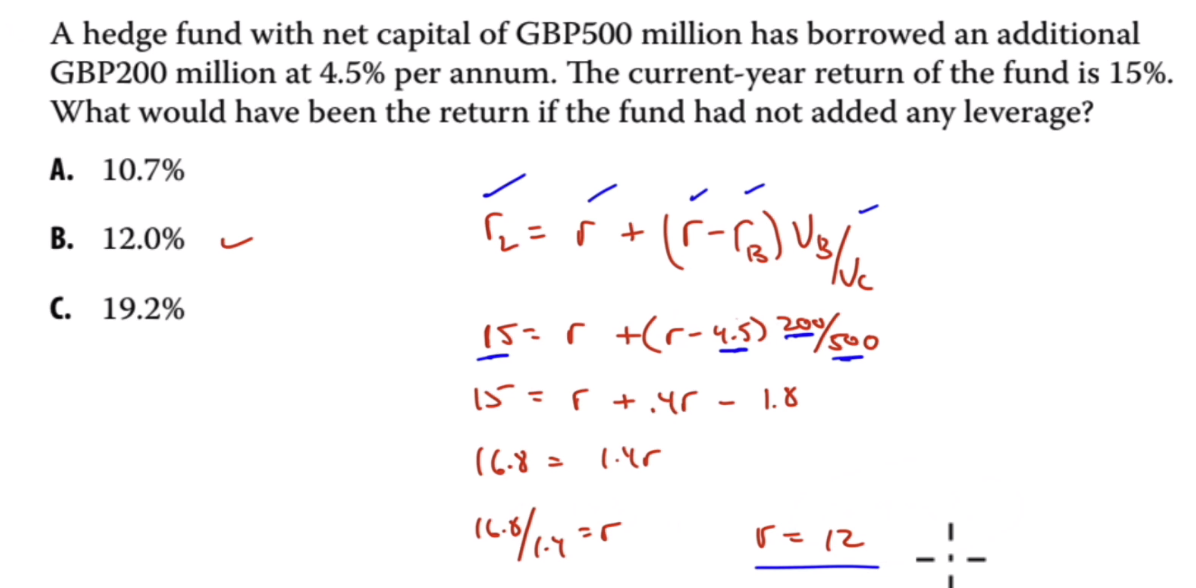 A hedge fund with net capital of GBP500 million has borrowed an additional
GBP200 million at 4.5% per annum. The current-year return of the fund is 15%.
What would have been the return if the fund had not added any leverage?
A. 10.7%
B. 12.0% ✓
C. 19.2%
r_L = r + (r - r_B) V_B/V_C
15 = r + (r - 4.5) 200/500
15 = r + .4r - 1.8
16.8 = 1.4r
16.8/1.4 = r
r = 12